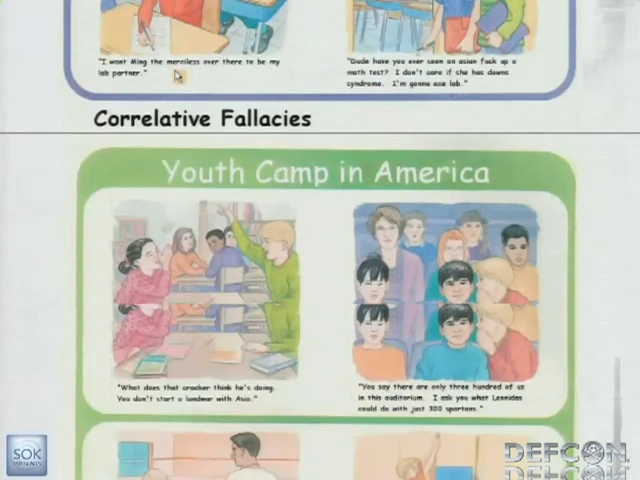 "I want Ming the merciless over there to be my
lab partner."
"Dude have you ever seen an asian fuck up a
math test? I don't care if she has downs
syndrome. I'm gonna ace lab."
Correlative Fallacies
Youth Camp in America
"What does that cracker think he's doing.
You don't start a landwar with Asia."
"You say there are only three hundred of us
in this auditorium. I ask you what Leonidas
could do with just 300 spartans."
SOK
PRESENTS
DEFCON